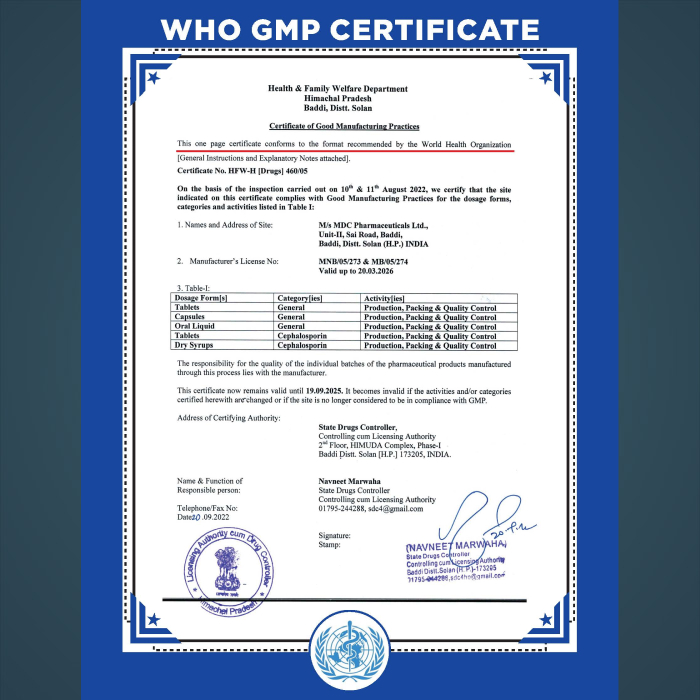 WHO GMP CERTIFICATE
Health & Family Welfare Department
Himachal Pradesh
Baddi, Distt. Solan
Certificate of Good Manufacturing Practices
This one page certificate conforms to the format recommended by the World Health Organization
[General Instructions and Explanatory Notes attached].
Certificate No. HFW-H [Drugs] 460/05
On the basis of the inspection carried out on 10th & 11th August 2022, we certify that the site
indicated on this certificate complies with Good Manufacturing Practices for the dosage forms,
categories and activities listed in Table I:
1. Names and Address of Site: M/s MDC Pharmaceuticals Ltd.,
Unit-II, Sai Road, Baddi,
Baddi, Distt. Solan (H.P.) INDIA
2. Manufacturer's License No: MNB/05/273 & MB/05/274
Valid up to 20.03.2026
3. Table-I:
Dosage Form[s] Category[ies] Activity[ies]
Tablets General Production, Packing & Quality Control
Capsules General Production, Packing & Quality Control
Oral Liquid General Production, Packing & Quality Control
Tablets Cephalosporin Production, Packing & Quality Control
Dry Syrups Cephalosporin Production, Packing & Quality Control
The responsibility for the quality of the individual batches of the pharmaceutical products manufactured
through this process lies with the manufacturer.
This certificate now remains valid until 19.09.2025. It becomes invalid if the activities and/or categories
certified herewith are changed or if the site is no longer considered to be in compliance with GMP.
Address of Certifying Authority:
State Drugs Controller,
Controlling cum Licensing Authority
2nd Floor, HIMUDA Complex, Phase-I
Baddi Distt. Solan [H.P.] 173205, INDIA.
Name & Function of Navneet Marwaha
Responsible person: State Drugs Controller
Controlling cum Licensing Authority
Telephone/Fax No: 01795-244288, sdc4@gmail.com
Date: 20.09.2022
Signature:
Stamp:
(NAVNEET MARWAHA)
State Drugs Controller
Controlling cum Licensing Authority
Baddi Distt. Solan (H.P.)-173205
01795-244288,sdc4hp@gmail.com
Licensing Authority cum Drug Controller
Himachal Pradesh